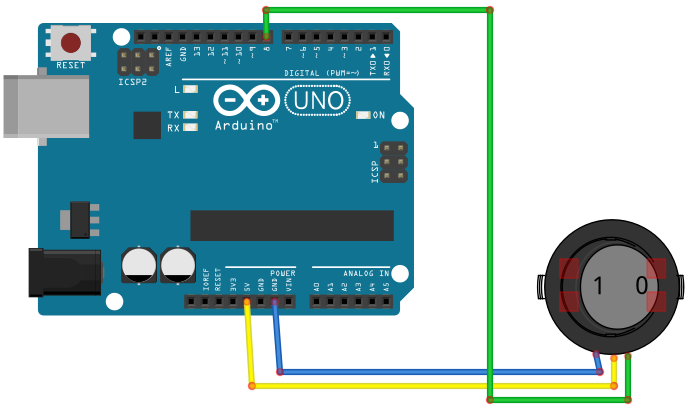 RESET
ICSP2
AREF
GND
13
12
~11
~10
~9
8
7
~6
~5
4
~3
2
TX0▶1
RX0◀0
DIGITAL (PWM=~)
L
TX
RX
Arduino™
UNO
ON
1
ICSP
1 0
POWER
ANALOG IN
IOREF
RESET
3V3
5V
GND
GND
VIN
A0
A1
A2
A3
A4
A5